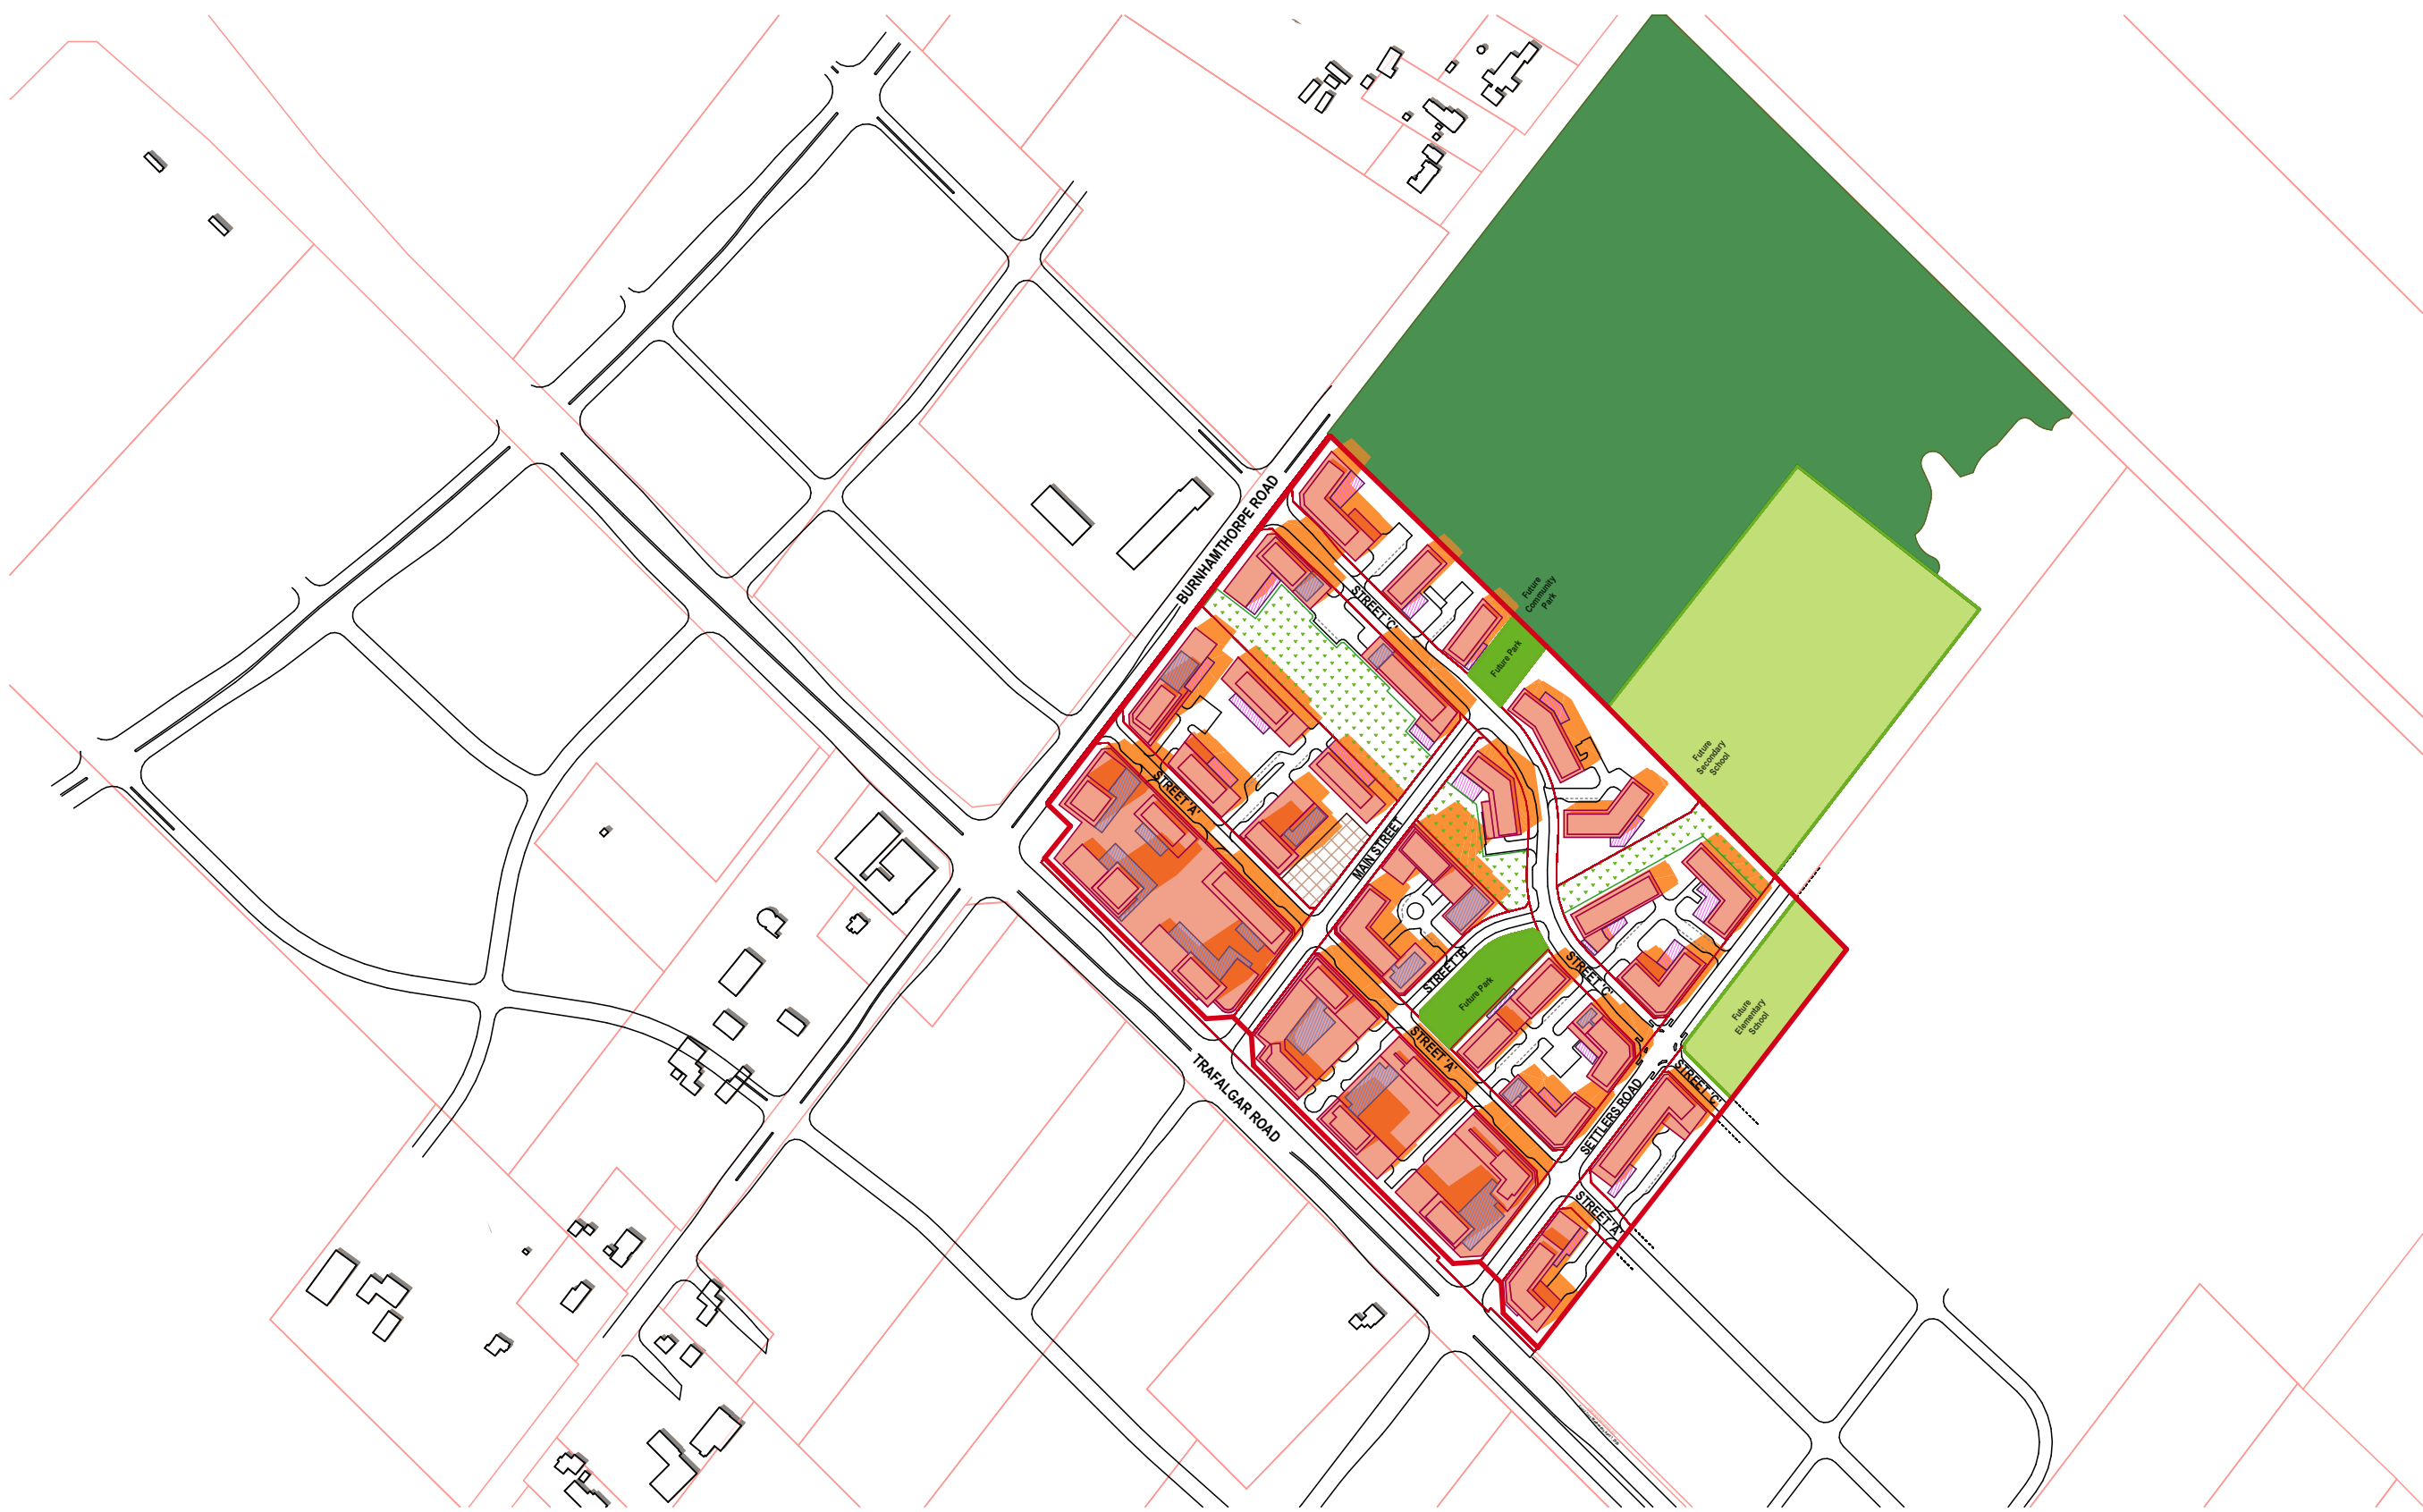 BURNHAMTHORPE ROAD
STREET 'C'
Future
Community
Park
Future Park
Future
Secondary
School
STREET 'A'
MAIN STREET
STREET 'B'
Future Park
STREET 'C'
Future
Elementary
School
STREET 'A'
TRAFALGAR ROAD
SETTLERS ROAD
STREET 'C'
STREET 'A'